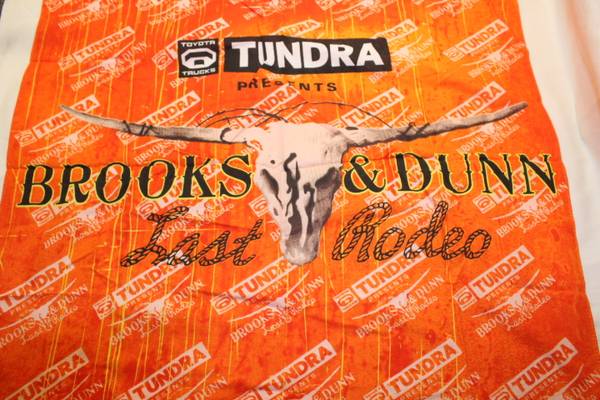 TOYOTA
TRUCKS
TUNDRA
PRESENTS
BROOKS & DUNN
Last Rodeo